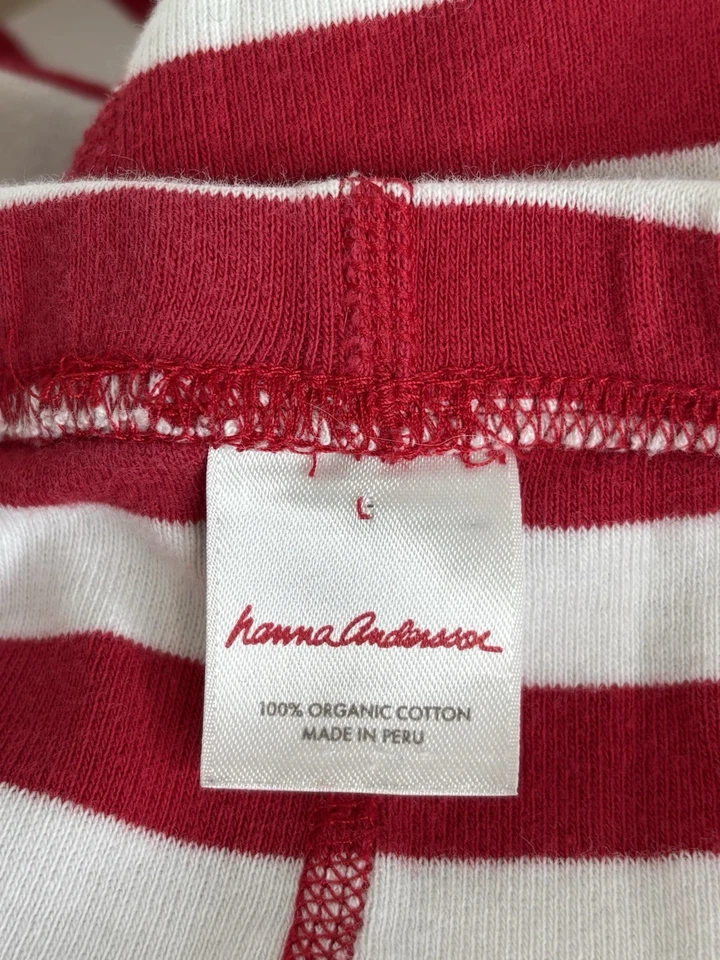 L
hanna andersson
100% ORGANIC COTTON
MADE IN PERU